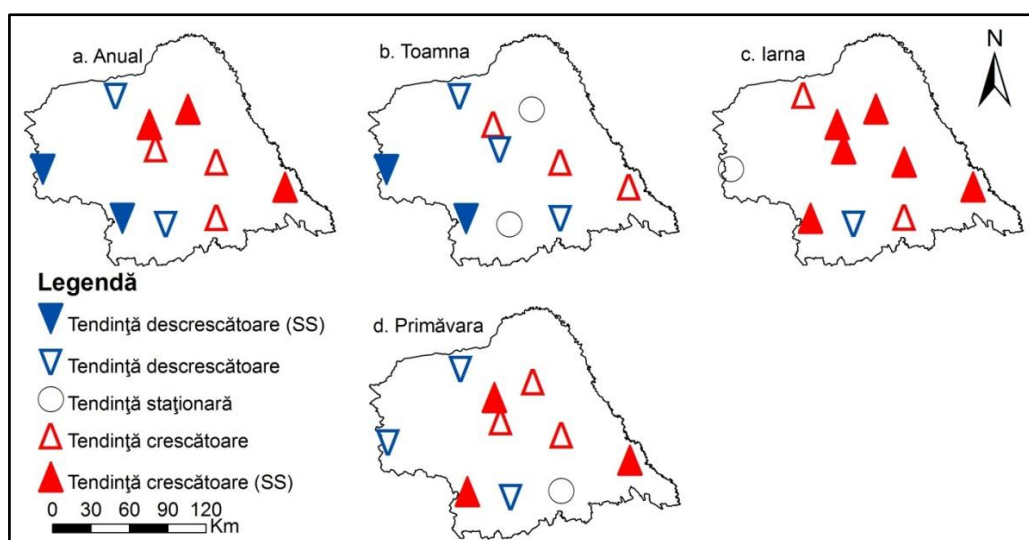 a. Anual
b. Toamna
c. Iarna
N
Legendă
Tendinţă descrescătoare (SS)
Tendinţă descrescătoare
Tendinţă staţionară
Tendinţă crescătoare
Tendinţă crescătoare (SS)
0 30 60 90 120
Km
d. Primăvara